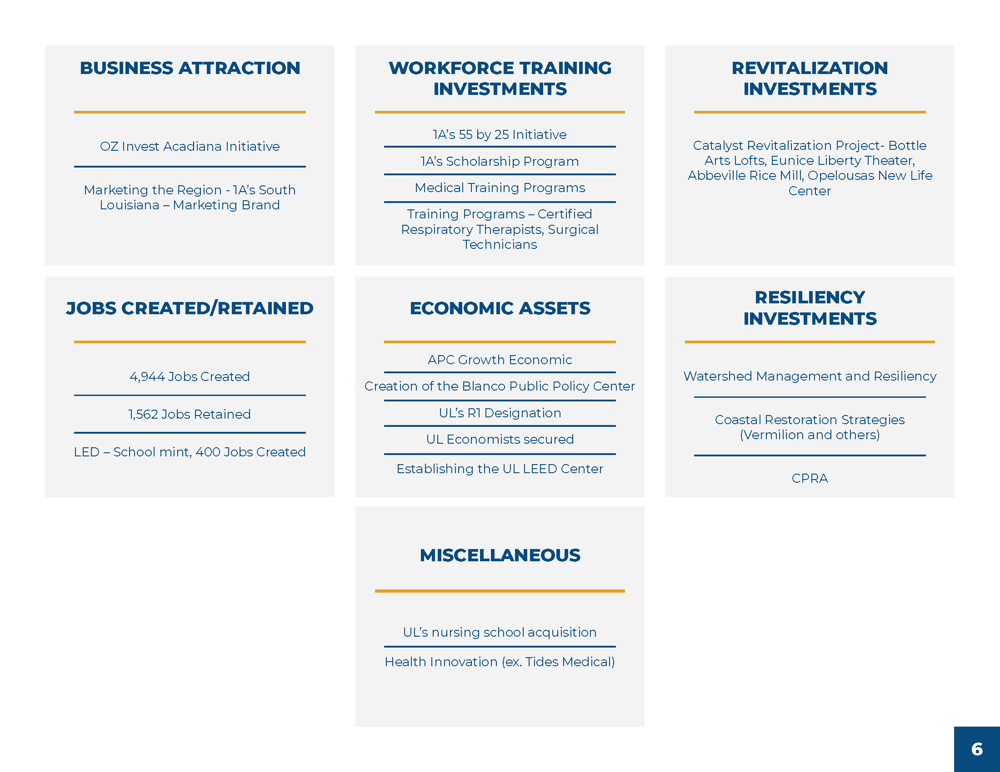 BUSINESS ATTRACTION
OZ Invest Acadiana Initiative
Marketing the Region - 1A’s South
Louisiana – Marketing Brand
WORKFORCE TRAINING
INVESTMENTS
1A’s 55 by 25 Initiative
1A’s Scholarship Program
Medical Training Programs
Training Programs – Certified
Respiratory Therapists, Surgical
Technicians
REVITALIZATION
INVESTMENTS
Catalyst Revitalization Project- Bottle
Arts Lofts, Eunice Liberty Theater,
Abbeville Rice Mill, Opelousas New Life
Center
JOBS CREATED/RETAINED
4,944 Jobs Created
1,562 Jobs Retained
LED – School mint, 400 Jobs Created
ECONOMIC ASSETS
APC Growth Economic
Creation of the Blanco Public Policy Center
UL’s R1 Designation
UL Economists secured
Establishing the UL LEED Center
RESILIENCY
INVESTMENTS
Watershed Management and Resiliency
Coastal Restoration Strategies
(Vermilion and others)
CPRA
MISCELLANEOUS
UL’s nursing school acquisition
Health Innovation (ex. Tides Medical)
6